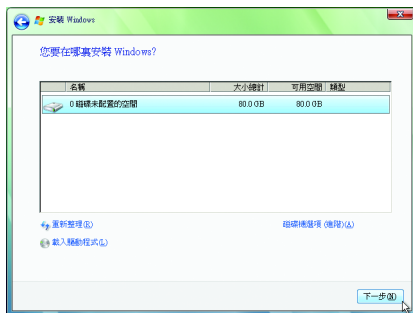 安裝 Windows
您要在哪裏安裝 Windows?
名稱 大小總計 可用空間 類型
0 磁碟未配置的空間 80.0 GB 80.0 GB
重新整理(R) 磁碟機選項 (進階)(A)
載入驅動程式(L)
下一步(N)